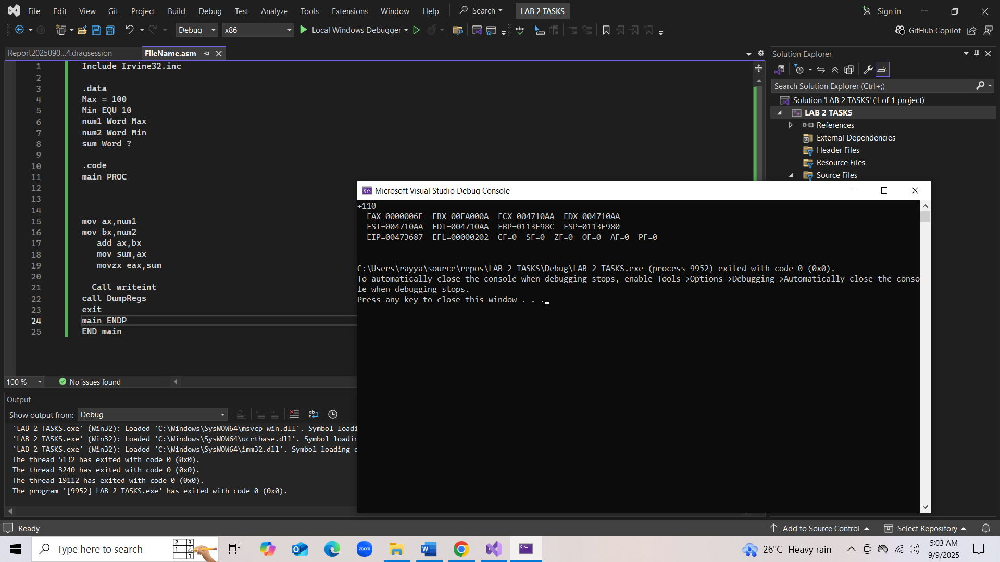 File Edit View Git Project Build Debug Test Analyze Tools Extensions Window Help Search LAB 2 TASKS Sign in
Debug x86 Local Windows Debugger GitHub Copilot
Report2025090...4.diagsession FileName.asm
1 Include Irvine32.inc
2
3 .data
4 Max = 100
5 Min EQU 10
6 num1 Word Max
7 num2 Word Min
8 sum Word ?
9
10 .code
11 main PROC
12
13
14
15 mov ax,num1
16 mov bx,num2
17 add ax,bx
18 mov sum,ax
19 movzx eax,sum
20
21 Call writeint
22 call DumpRegs
23 exit
24 main ENDP
25 END main
100 % No issues found
Solution Explorer
Search Solution Explorer (Ctrl+;)
Solution 'LAB 2 TASKS' (1 of 1 project)
LAB 2 TASKS
References
External Dependencies
Header Files
Resource Files
Source Files
Microsoft Visual Studio Debug Console
+110
EAX=0000006E EBX=00EA000A ECX=004710AA EDX=004710AA
ESI=004710AA EDI=004710AA EBP=0113F98C ESP=0113F980
EIP=00473687 EFL=00000202 CF=0 SF=0 ZF=0 OF=0 AF=0 PF=0
C:\Users\rayya\source\repos\LAB 2 TASKS\Debug\LAB 2 TASKS.exe (process 9952) exited with code 0 (0x0).
To automatically close the console when debugging stops, enable Tools->Options->Debugging->Automatically close the conso
le when debugging stops.
Press any key to close this window . . .
Output
Show output from: Debug
'LAB 2 TASKS.exe' (Win32): Loaded 'C:\Windows\SysWOW64\msvcp_win.dll'. Symbol loadi
'LAB 2 TASKS.exe' (Win32): Loaded 'C:\Windows\SysWOW64\ucrtbase.dll'. Symbol loadin
'LAB 2 TASKS.exe' (Win32): Loaded 'C:\Windows\SysWOW64\imm32.dll'. Symbol loading d
The thread 5132 has exited with code 0 (0x0).
The thread 3240 has exited with code 0 (0x0).
The thread 19112 has exited with code 0 (0x0).
The program '[9952] LAB 2 TASKS.exe' has exited with code 0 (0x0).
Ready Add to Source Control Select Repository
Type here to search 26°C Heavy rain 5:03 AM
9/9/2025